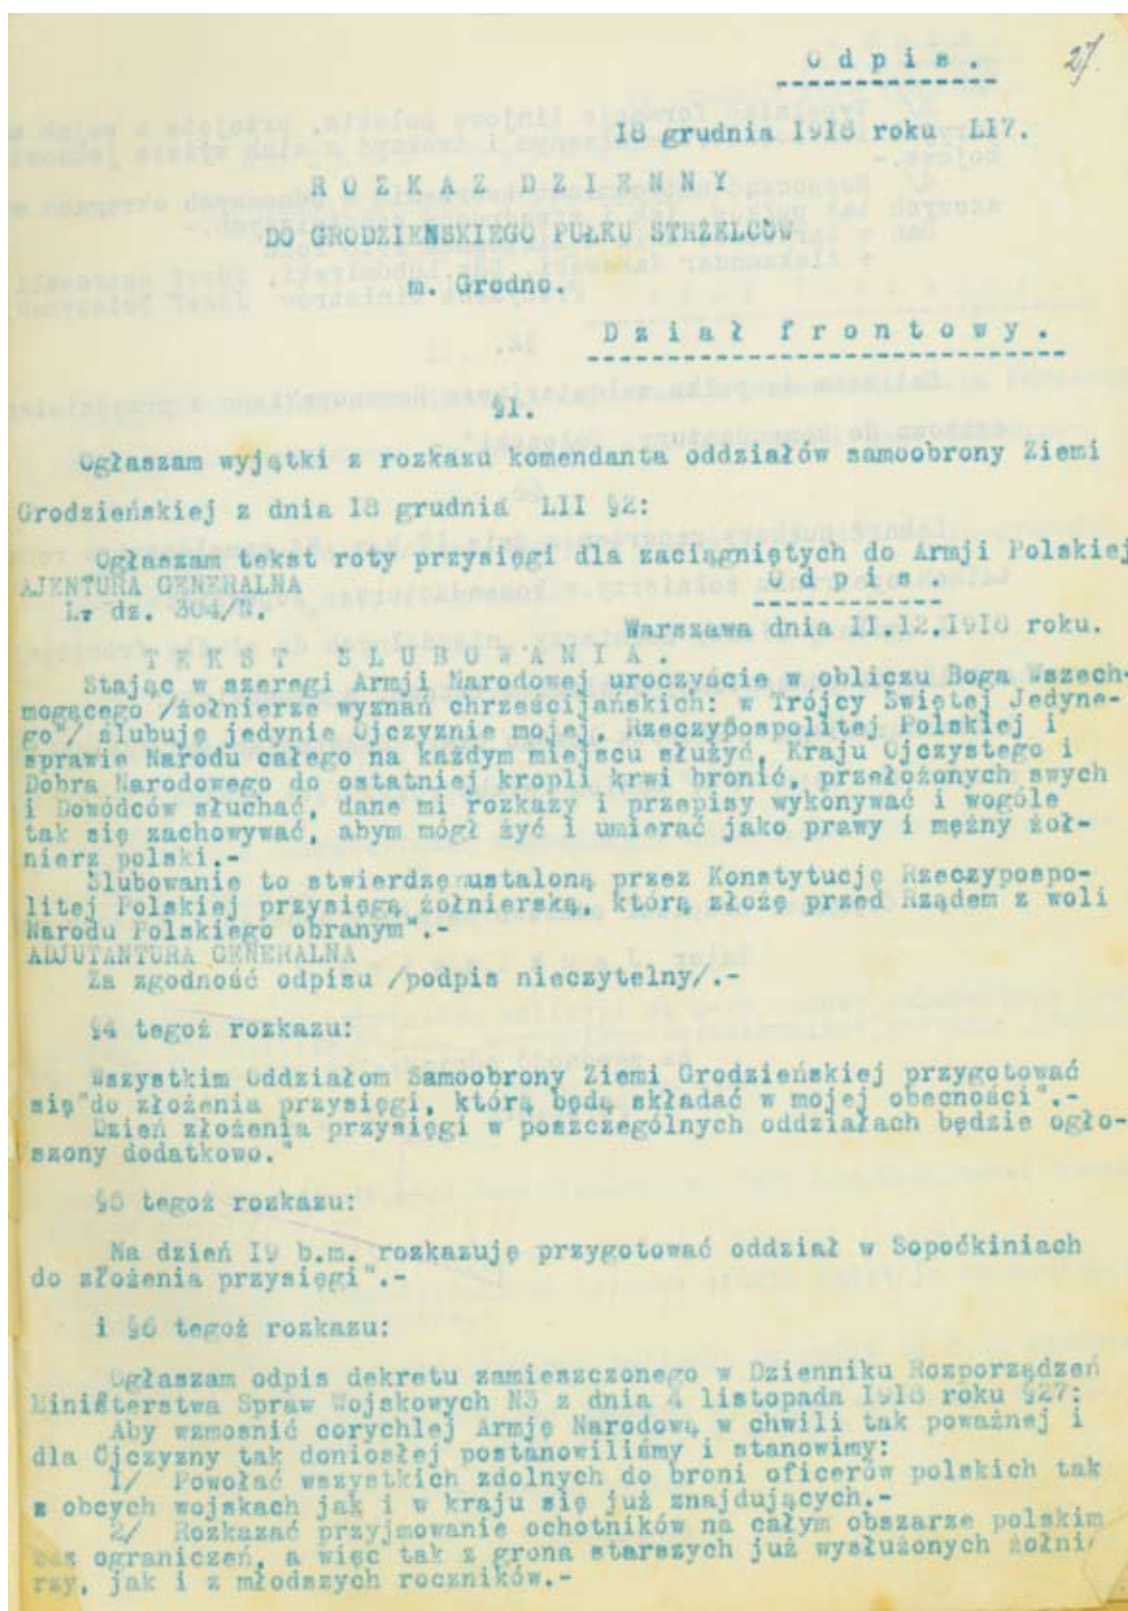 Odpis.
27.
18 grudnia 1918 roku L17.
ROZKAZ DZIENNY
DO GRODZIEŃSKIEGO PUŁKU STRZELCÓW
m. Grodno.
Dział frontowy.
§1.
Ogłaszam wyjątki z rozkazu komendanta oddziałów samoobrony Ziemi
Grodzieńskiej z dnia 18 grudnia LII §2:
Ogłaszam tekst roty przysięgi dla zaciągniętych do Armji Polskiej
AJENTURA GENERALNA
Odpis.
Lr dz. 304/
Warszawa dnia 11.12.1918 roku.
TEKST ŚLUBOWANIA.
Stając w szeregi Armji Narodowej uroczyście w obliczu Boga Wszech-
mogącego /żołnierze wyznań chrześcijańskich: w Trójcy Swiętej Jedyne-
go"/ ślubuję jedynie Ojczyznie mojej, Rzeczypospolitej Polskiej i
sprawie Narodu całego na każdym miejscu służyć, Kraju Ojczystego i
Dobra Narodowego do ostatniej kropli krwi bronić, przełożonych swych
i Dowódców słuchać, dane mi rozkazy i przepisy wykonywać i wogóle
tak się zachowywać, abym mógł żyć i umierać jako prawy i mężny żoł-
nierz polski.-
Ślubowanie to stwierdzę ustaloną przez Konstytucję Rzeczypospo-
litej Polskiej przysięgą żołnierską, którą złożę przed Rządem z woli
Narodu Polskiego obranym".-
ADJUTANTURA GENERALNA
Za zgodność odpisu /podpis nieczytelny/.-
§4 tegoż rozkazu:
Wszystkim Oddziałom Samoobrony Ziemi Grodzieńskiej przygotować
się"do złożenia przysięgi, którą będą składać w mojej obecności".-
Dzień złożenia przysięgi w poszczególnych oddziałach będzie ogło-
szony dodatkowo."
§5 tegoż rozkazu:
Na dzień 19 b.m. rozkazuję przygotować oddział w Sopoćkiniach
do złożenia przysięgi".-
i §6 tegoż rozkazu:
Ogłaszam odpis dekretu zamieszczonego w Dzienniku Rozporządzeń
Ministerstwa Spraw Wojskowych N3 z dnia 4 listopada 1918 roku §27:
Aby wzmosnić corychlej Armję Narodową w chwili tak poważnej i
dla Ojczyzny tak doniosłej postanowiliśmy i stanowimy:
1/ Powołać wszystkich zdolnych do broni oficerów polskich tak
z obcych wojskach jak i w kraju się już znajdujących.-
2/ Rozkazać przyjmowanie ochotników na całym obszarze polskim
bez ograniczeń, a więc tak z grona starszych już wysłużonych żołni/
rzy, jak i z młodszych roczników.-